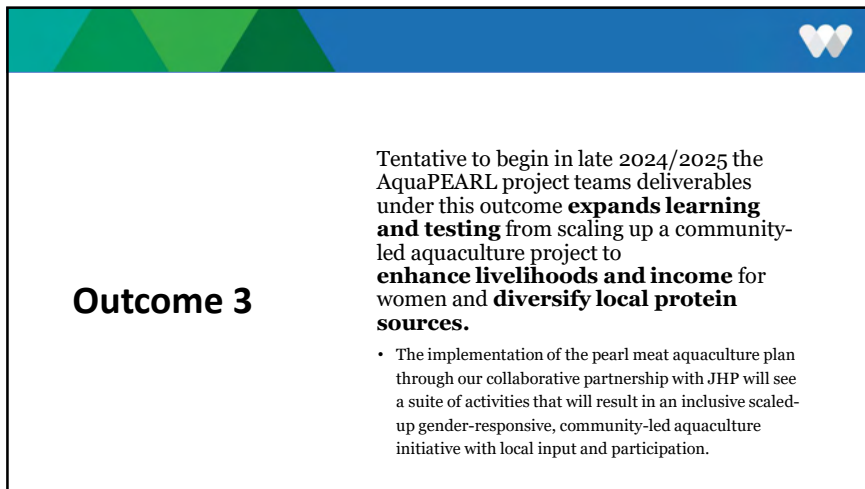 Outcome 3
Tentative to begin in late 2024/2025 the
AquaPEARL project teams deliverables
under this outcome expands learning
and testing from scaling up a community-
led aquaculture project to
enhance livelihoods and income for
women and diversify local protein
sources.
• The implementation of the pearl meat aquaculture plan
through our collaborative partnership with JHP will see
a suite of activities that will result in an inclusive scaled-
up gender-responsive, community-led aquaculture
initiative with local input and participation.